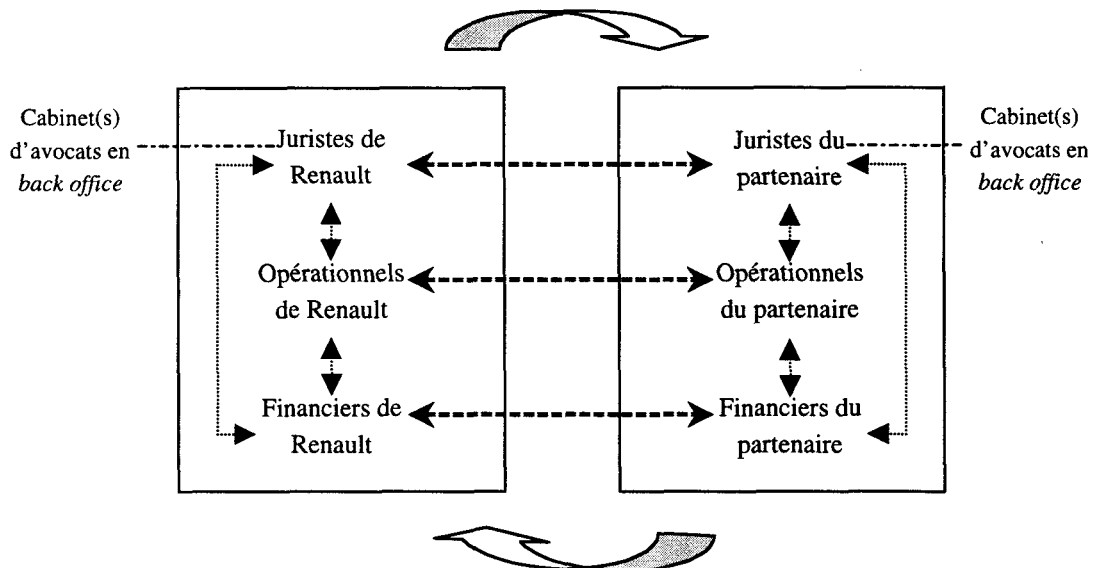 Cabinet(s)
d'avocats en
back office
Juristes de
Renault
Opérationnels
de Renault
Financiers de
Renault
Juristes du
partenaire
Opérationnels
du partenaire
Financiers du
partenaire
Cabinet(s)
d'avocats en
back office